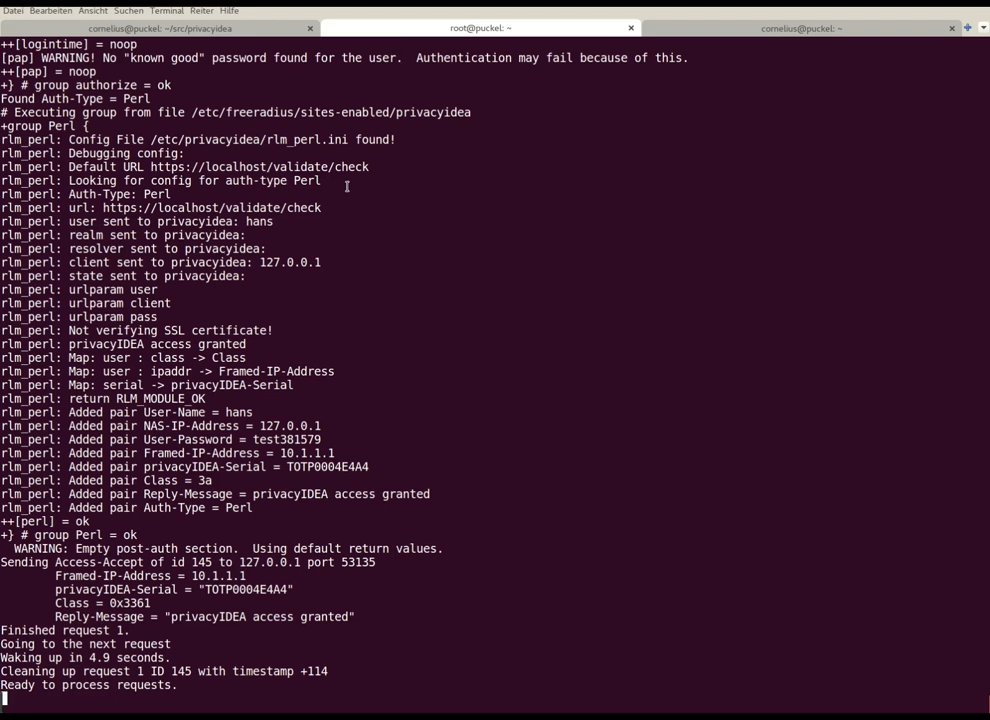 Datei Bearbeiten Ansicht Suchen Terminal Reiter Hilfe
cornelius@puckel: ~/src/privacyidea × root@puckel: ~ × cornelius@puckel: ~ ×
++[logintime] = noop
[pap] WARNING! No "known good" password found for the user.  Authentication may fail because of this.
++[pap] = noop
+} # group authorize = ok
Found Auth-Type = Perl
# Executing group from file /etc/freeradius/sites-enabled/privacyidea
+group Perl {
rlm_perl: Config File /etc/privacyidea/rlm_perl.ini found!
rlm_perl: Debugging config:
rlm_perl: Default URL https://localhost/validate/check
rlm_perl: Looking for config for auth-type Perl
rlm_perl: Auth-Type: Perl
rlm_perl: url: https://localhost/validate/check
rlm_perl: user sent to privacyidea: hans
rlm_perl: realm sent to privacyidea:
rlm_perl: resolver sent to privacyidea:
rlm_perl: client sent to privacyidea: 127.0.0.1
rlm_perl: state sent to privacyidea:
rlm_perl: urlparam user
rlm_perl: urlparam client
rlm_perl: urlparam pass
rlm_perl: Not verifying SSL certificate!
rlm_perl: privacyIDEA access granted
rlm_perl: Map: user : class -> Class
rlm_perl: Map: user : ipaddr -> Framed-IP-Address
rlm_perl: Map: serial -> privacyIDEA-Serial
rlm_perl: return RLM_MODULE_OK
rlm_perl: Added pair User-Name = hans
rlm_perl: Added pair NAS-IP-Address = 127.0.0.1
rlm_perl: Added pair User-Password = test381579
rlm_perl: Added pair Framed-IP-Address = 10.1.1.1
rlm_perl: Added pair privacyIDEA-Serial = TOTP0004E4A4
rlm_perl: Added pair Class = 3a
rlm_perl: Added pair Reply-Message = privacyIDEA access granted
rlm_perl: Added pair Auth-Type = Perl
++[perl] = ok
+} # group Perl = ok
  WARNING: Empty post-auth section.  Using default return values.
Sending Access-Accept of id 145 to 127.0.0.1 port 53135
        Framed-IP-Address = 10.1.1.1
        privacyIDEA-Serial = "TOTP0004E4A4"
        Class = 0x3361
        Reply-Message = "privacyIDEA access granted"
Finished request 1.
Going to the next request
Waking up in 4.9 seconds.
Cleaning up request 1 ID 145 with timestamp +114
Ready to process requests.